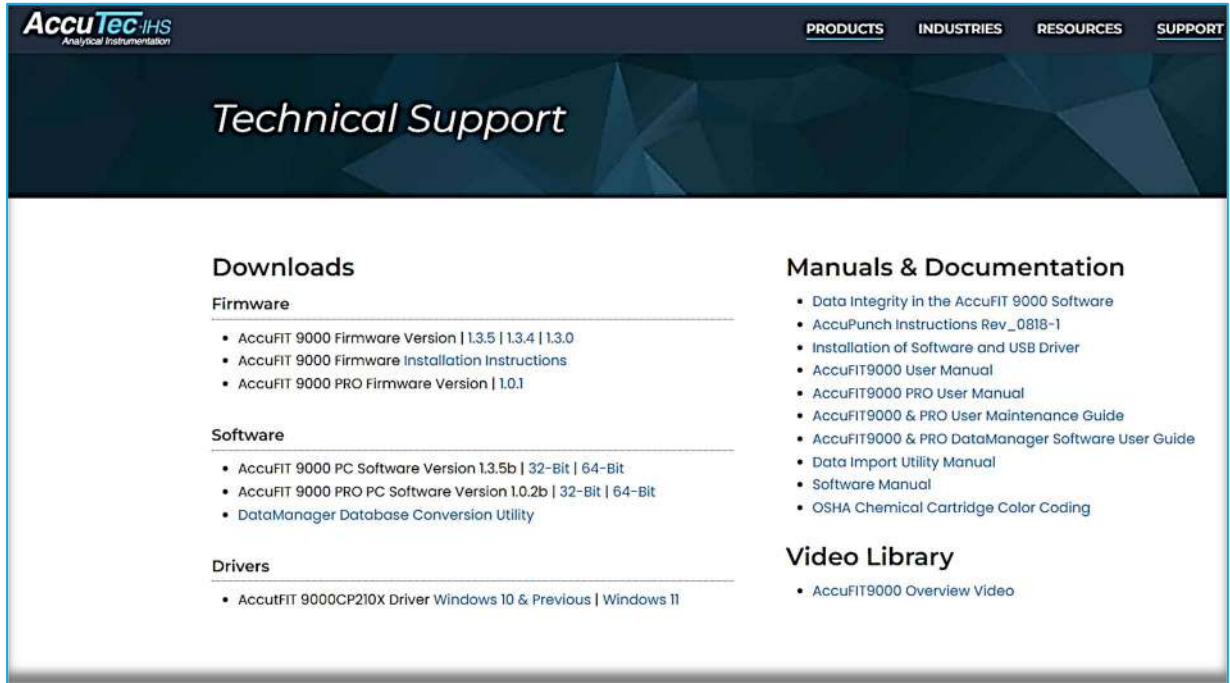 AccuTec-IHS
Analytical Instrumentation
PRODUCTS INDUSTRIES RESOURCES SUPPORT
Technical Support
Downloads
Firmware
• AccuFIT 9000 Firmware Version | 1.3.5 | 1.3.4 | 1.3.0
• AccuFIT 9000 Firmware Installation Instructions
• AccuFIT 9000 PRO Firmware Version | 1.0.1
Software
• AccuFIT 9000 PC Software Version 1.3.5b | 32-Bit | 64-Bit
• AccuFIT 9000 PRO PC Software Version 1.0.2b | 32-Bit | 64-Bit
• DataManager Database Conversion Utility
Drivers
• AccutFIT 9000CP210X Driver Windows 10 & Previous | Windows 11
Manuals & Documentation
• Data Integrity in the AccuFIT 9000 Software
• AccuPunch Instructions Rev_0818-1
• Installation of Software and USB Driver
• AccuFIT9000 User Manual
• AccuFIT9000 PRO User Manual
• AccuFIT9000 & PRO User Maintenance Guide
• AccuFIT9000 & PRO DataManager Software User Guide
• Data Import Utility Manual
• Software Manual
• OSHA Chemical Cartridge Color Coding
Video Library
• AccuFIT9000 Overview Video